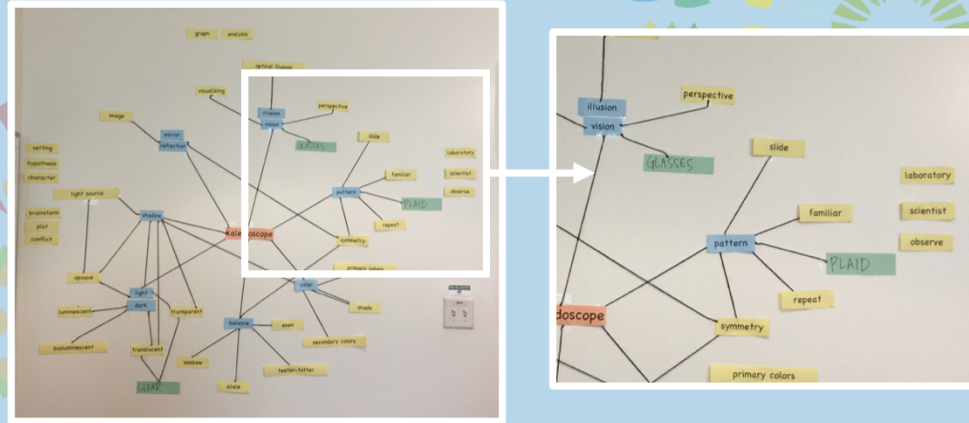 graph analysis
optical illusion
visualizing
illusion
perspective
vision
image
GLASSES
mirror
slide
reflection
setting
laboratory
hypothesis
familiar
scientist
character
pattern
observe
light source
PLAID
brainstorm
shadow
repeat
plot
kaleidoscope
conflict
symmetry
primary colors
opaque
color
light
dark
luminescent
transparent
shade
balance
even
secondary colors
bioluminescent
translucent
seesaw
teeter-totter
CLEAR
scale
illusion
perspective
vision
GLASSES
slide
laboratory
familiar
scientist
pattern
observe
PLAID
repeat
doscope
symmetry
primary colors